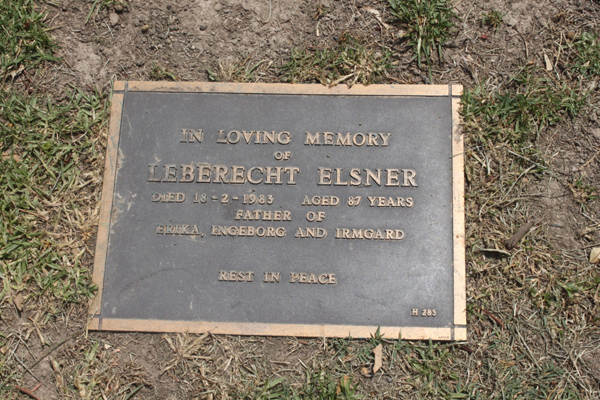 IN LOVING MEMORY
OF
LEBERECHT ELSNER
DIED 18-2-1983 AGED 87 YEARS
FATHER OF
ERIKA, INGEBORG AND IRMGARD
REST IN PEACE
H 283